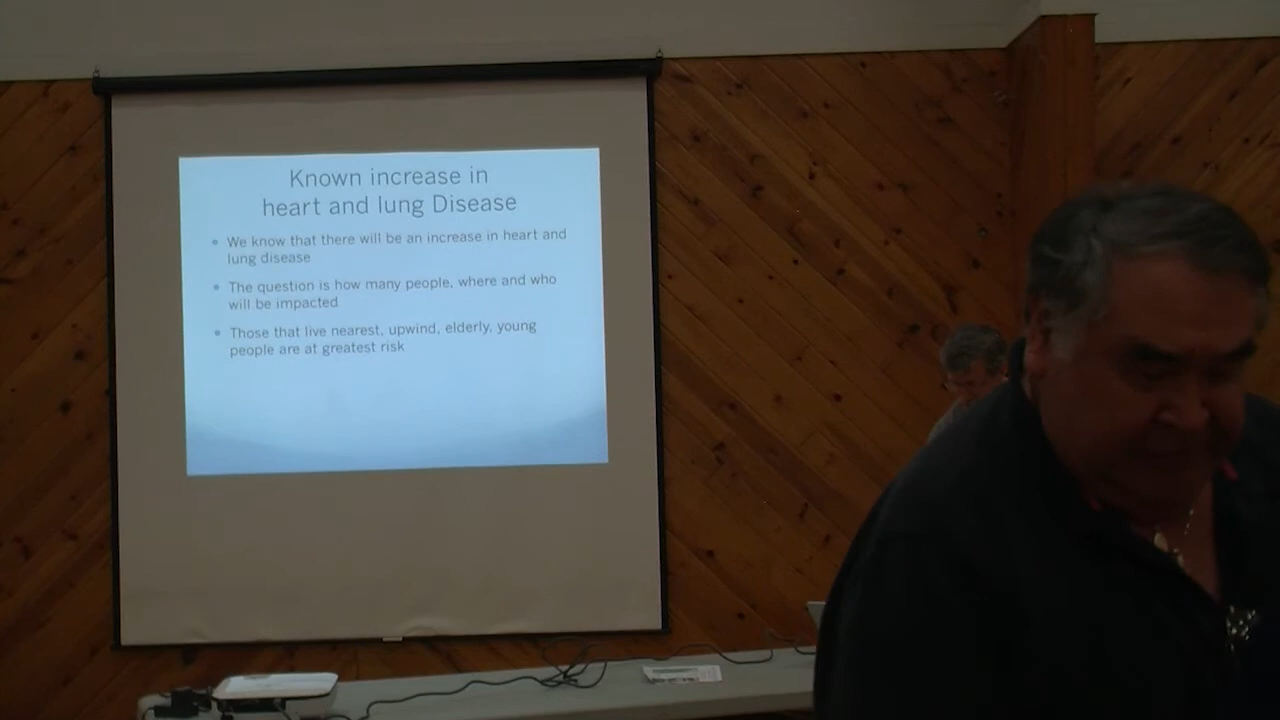 Known increase in
heart and lung Disease
• We know that there will be an increase in heart and
lung disease
• The question is how many people, where and who
will be impacted
• Those that live nearest, upwind, elderly, young
people are at greatest risk